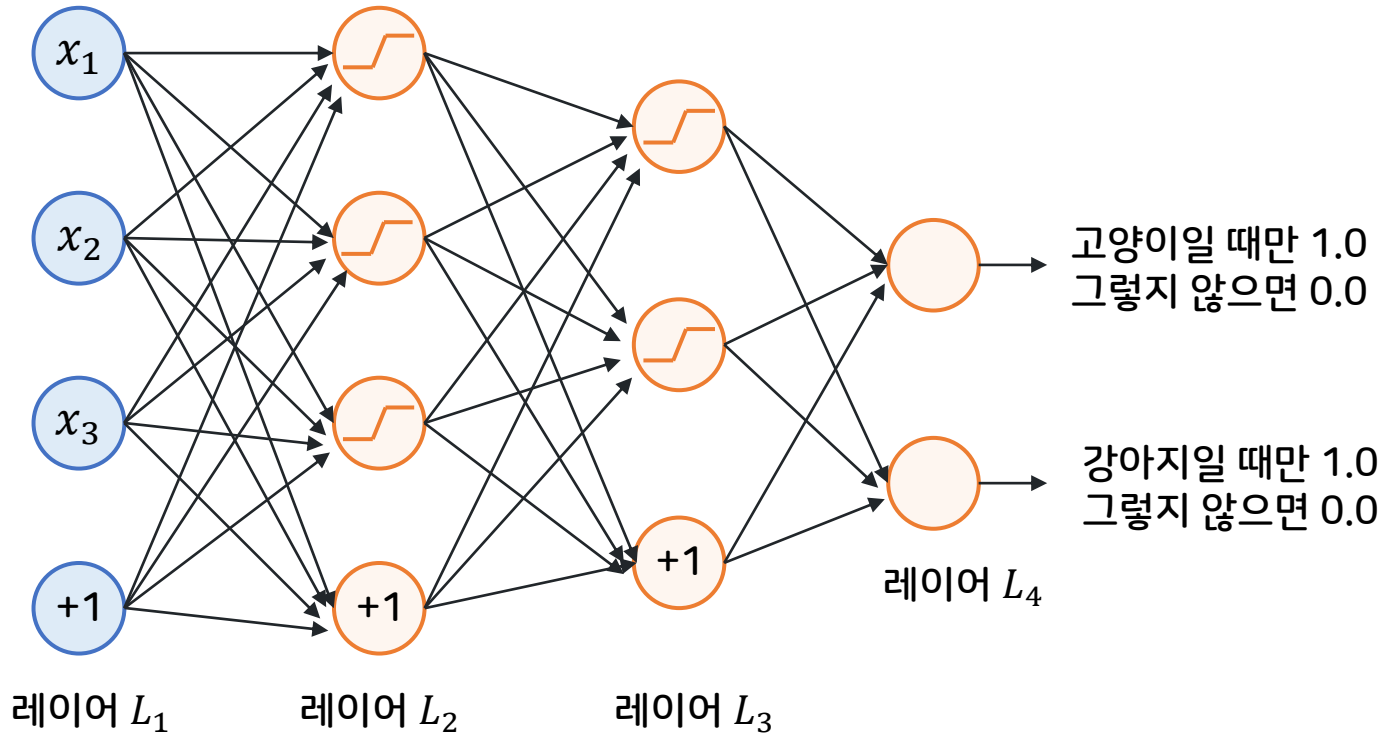 x₁
x₂
x₃
+1
+1
+1
고양이일 때만 1.0
그렇지 않으면 0.0
강아지일 때만 1.0
그렇지 않으면 0.0
레이어 L₁
레이어 L₂
레이어 L₃
레이어 L₄